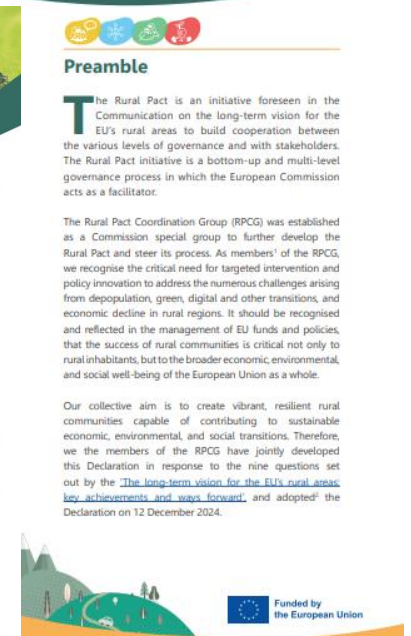 Preamble
The Rural Pact is an initiative foreseen in the
Communication on the long-term vision for the
EU's rural areas to build cooperation between
the various levels of governance and with stakeholders.
The Rural Pact initiative is a bottom-up and multi-level
governance process in which the European Commission
acts as a facilitator.
The Rural Pact Coordination Group (RPCG) was established
as a Commission special group to further develop the
Rural Pact and steer its process. As members¹ of the RPCG,
we recognise the critical need for targeted intervention and
policy innovation to address the numerous challenges arising
from depopulation, green, digital and other transitions, and
economic decline in rural regions. It should be recognised
and reflected in the management of EU funds and policies,
that the success of rural communities is critical not only to
rural inhabitants, but to the broader economic, environmental,
and social well-being of the European Union as a whole.
Our collective aim is to create vibrant, resilient rural
communities capable of contributing to sustainable
economic, environmental, and social transitions. Therefore,
we the members of the RPCG have jointly developed
this Declaration in response to the nine questions set
out by the 'The long-term vision for the EU's rural areas:
key achievements and ways forward', and adopted² the
Declaration on 12 December 2024.
Funded by
the European Union